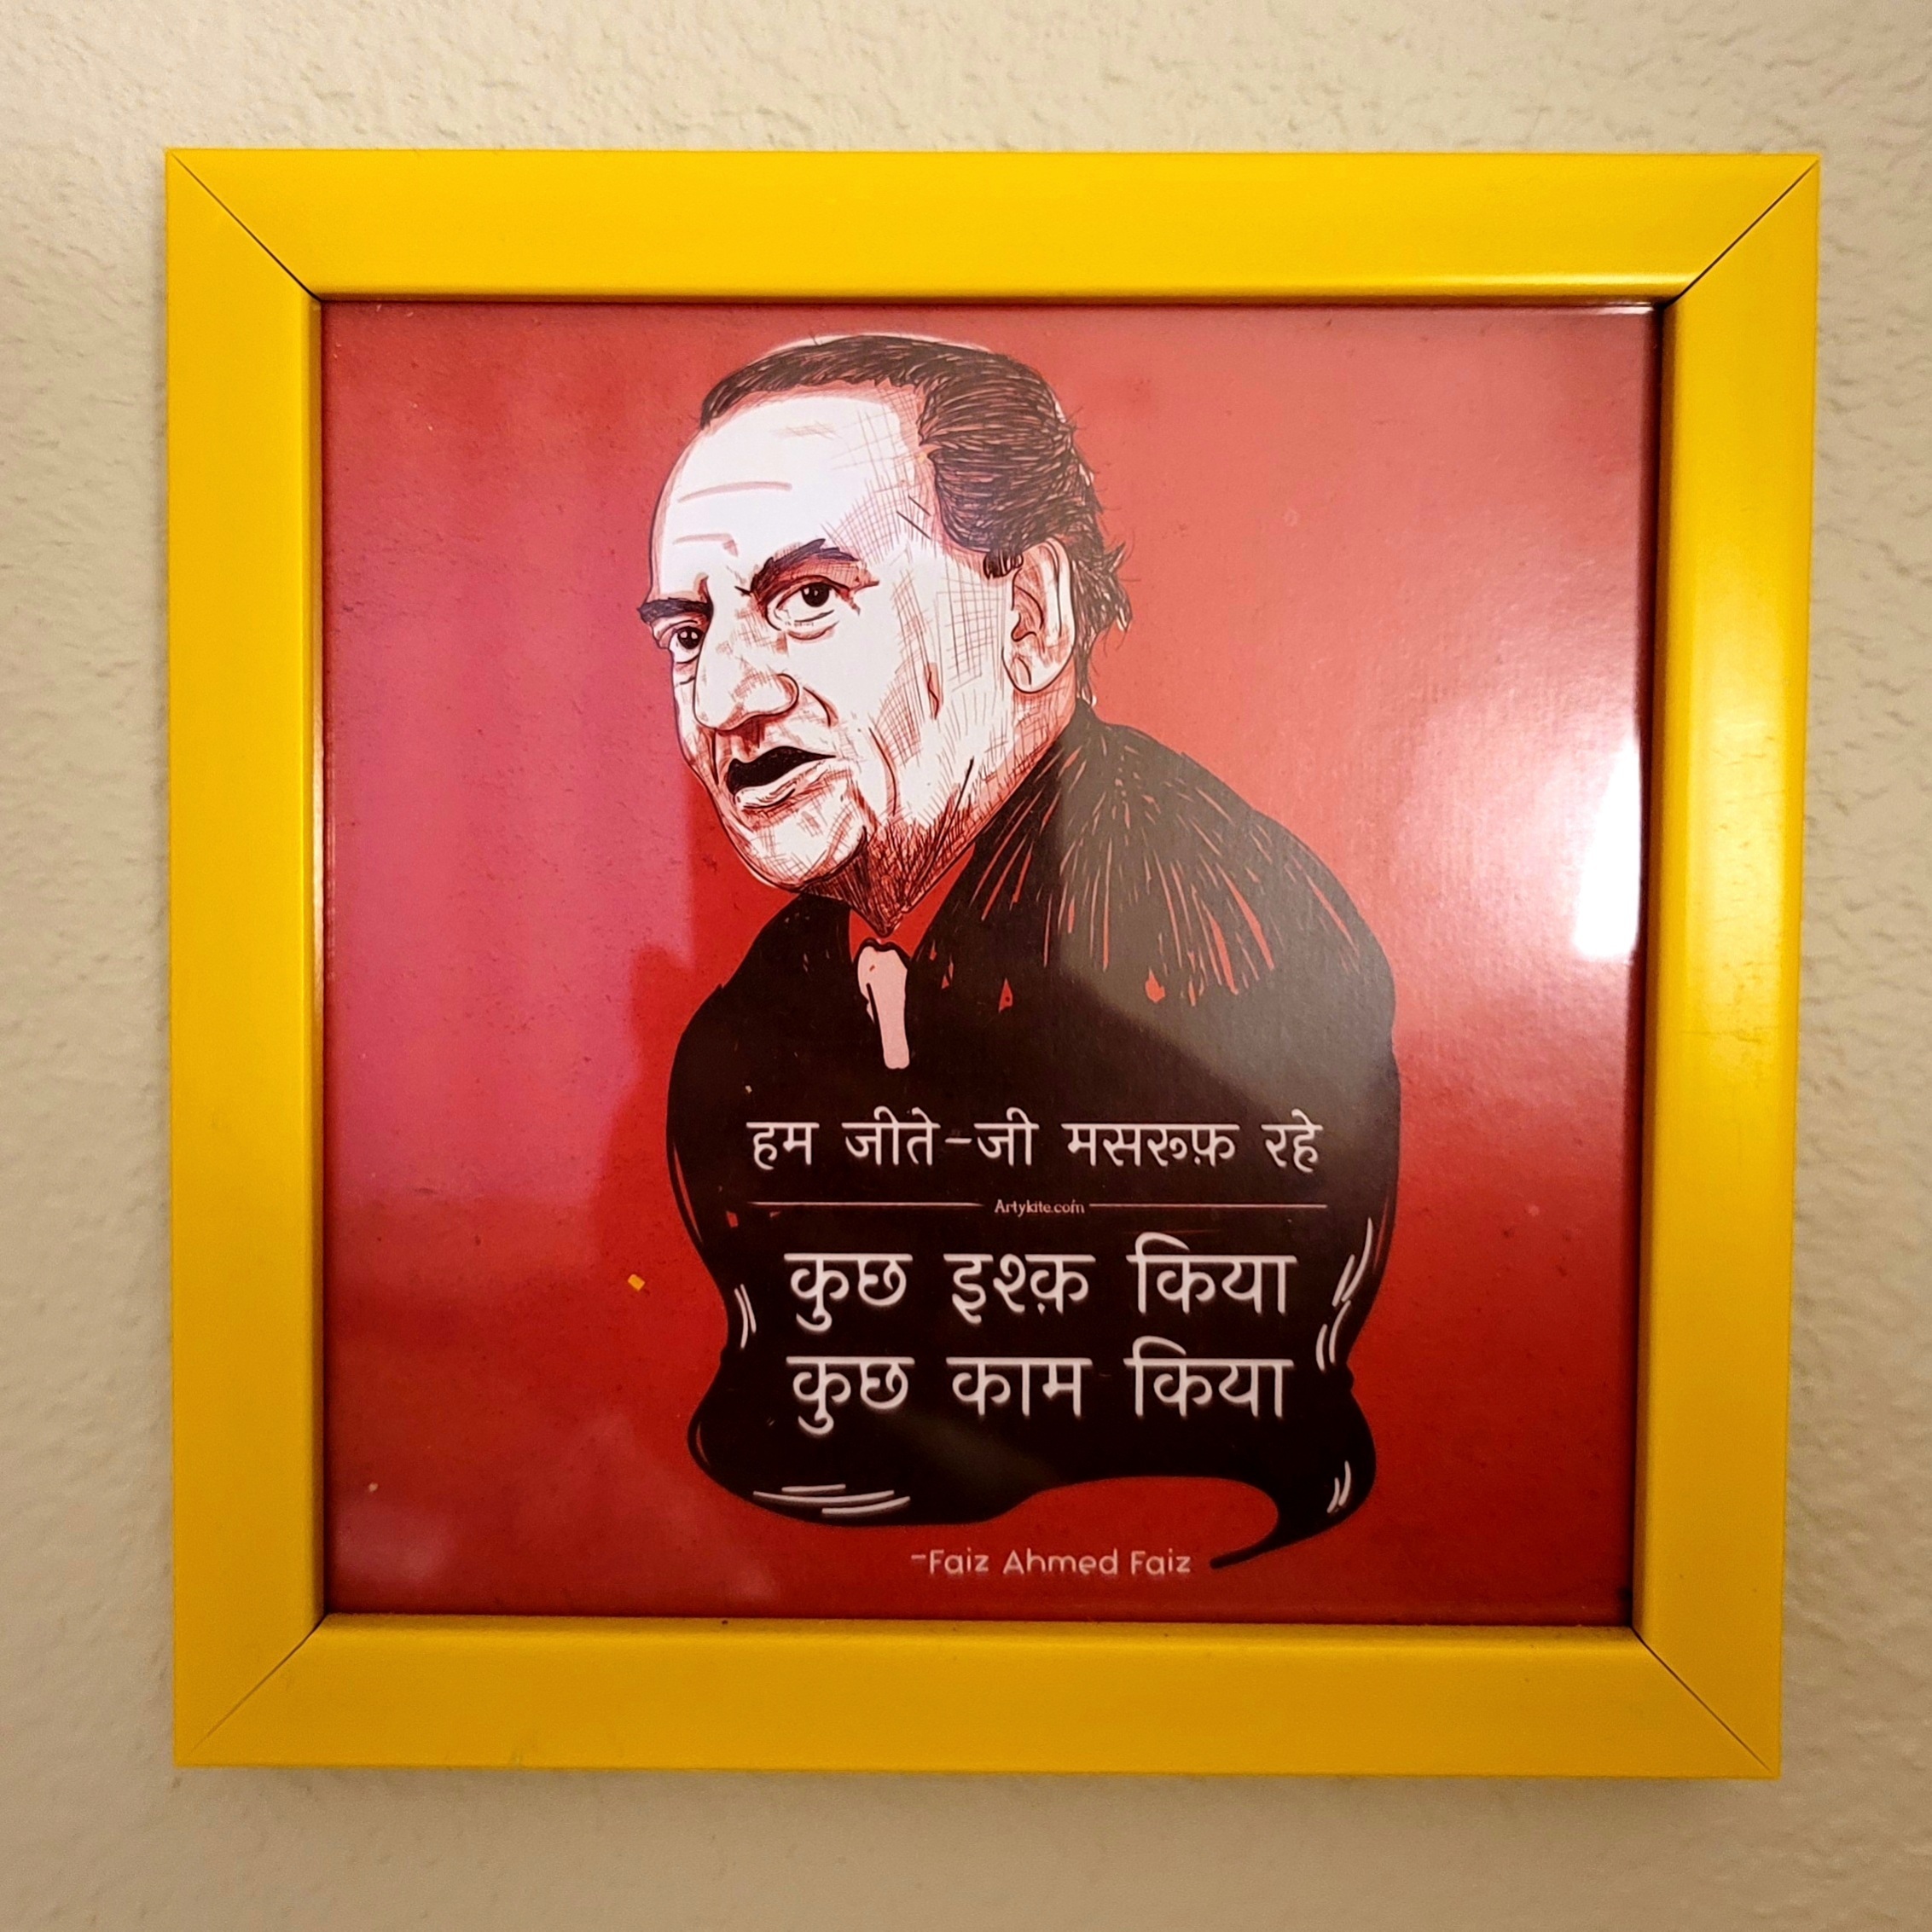 हम जीते-जी मसरूफ़ रहे
Artykite.com
कुछ इश्क़ किया
कुछ काम किया
-Faiz Ahmed Faiz